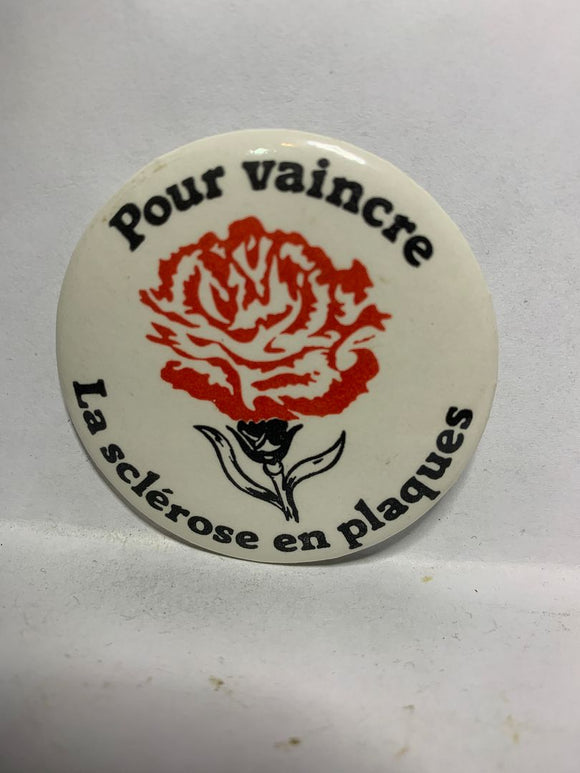 Pour vaincre
La sclérose en plaques